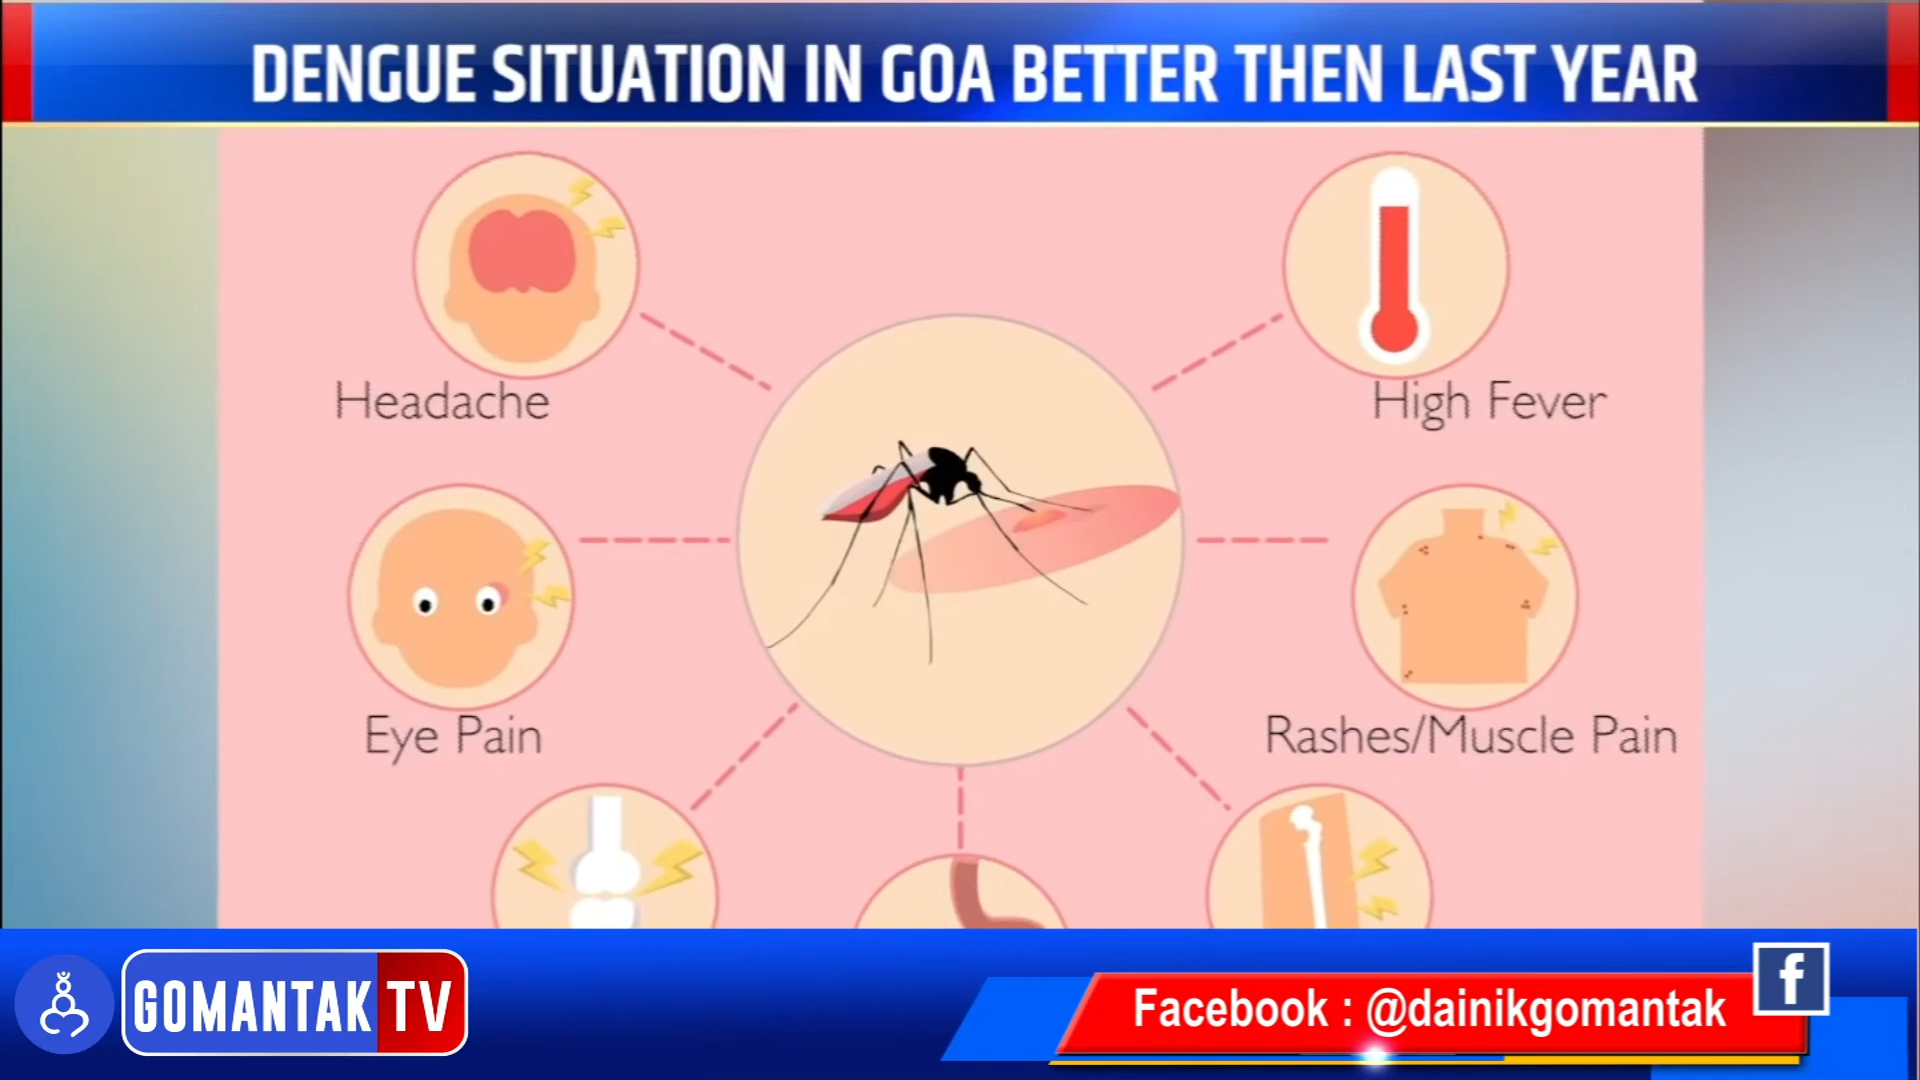 DENGUE SITUATION IN GOA BETTER THEN LAST YEAR
Headache
High Fever
Eye Pain
Rashes/Muscle Pain
GOMANTAK TV
Facebook : @dainikgomantak
f